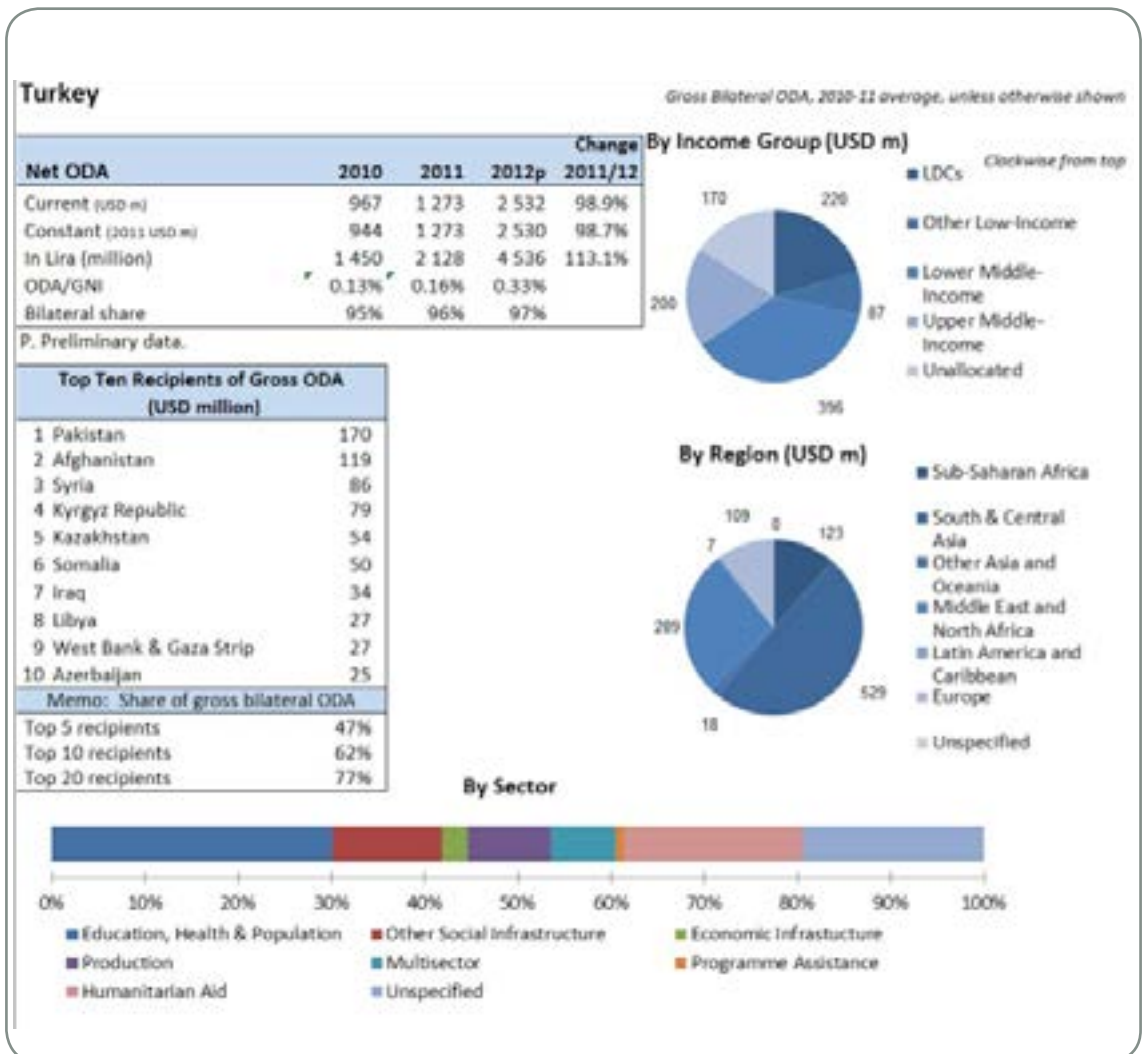 Turkey
Gross Bilateral ODA, 2010-11 average, unless otherwise shown
Change
Net ODA 2010 2011 2012p 2011/12
Current (USD m) 967 1 273 2 532 98.9%
Constant (2011 USD m) 944 1 273 2 530 98.7%
In Lira (million) 1 450 2 128 4 536 113.1%
ODA/GNI 0.13% 0.16% 0.33%
Bilateral share 95% 96% 97%
P. Preliminary data.
Top Ten Recipients of Gross ODA
(USD million)
1 Pakistan 170
2 Afghanistan 119
3 Syria 86
4 Kyrgyz Republic 79
5 Kazakhstan 54
6 Somalia 50
7 Iraq 34
8 Libya 27
9 West Bank & Gaza Strip 27
10 Azerbaijan 25
Memo: Share of gross bilateral ODA
Top 5 recipients 47%
Top 10 recipients 62%
Top 20 recipients 77%
By Income Group (USD m)
Clockwise from top
170
200
87
396
LDCs
Other Low-Income
Lower Middle-
Income
Upper Middle-
Income
Unallocated
By Region (USD m)
109
0
123
7
529
18
Sub-Saharan Africa
South & Central
Asia
Other Asia and
Oceania
Middle East and
North Africa
Latin America and
Caribbean
Europe
Unspecified
By Sector
0% 10% 20% 30% 40% 50% 60% 70% 80% 90% 100%
Education, Health & Population
Other Social Infrastructure
Economic Infrastucture
Production
Multisector
Programme Assistance
Humanitarian Aid
Unspecified